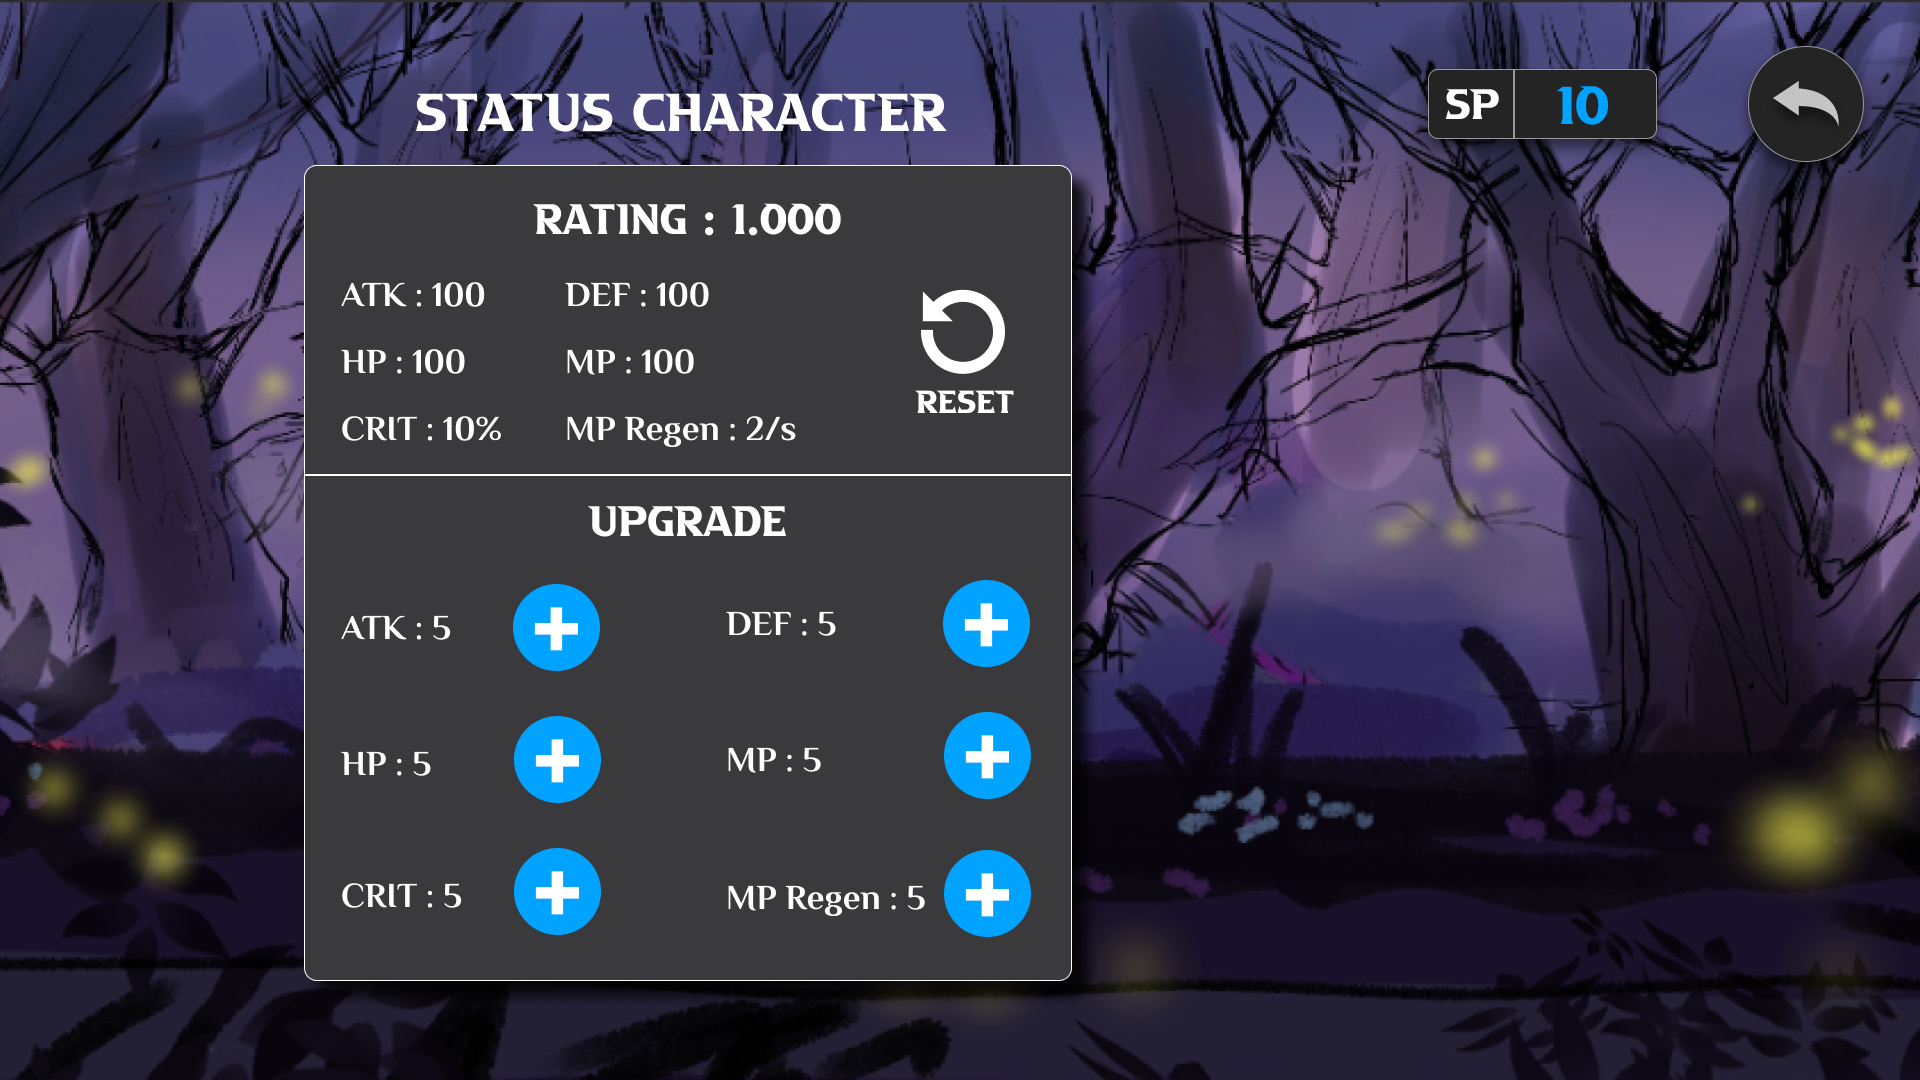 STATUS CHARACTER
SP 10
RATING : 1.000
ATK : 100 DEF : 100
HP : 100 MP : 100
CRIT : 10% MP Regen : 2/s
RESET
UPGRADE
ATK : 5 DEF : 5
HP : 5 MP : 5
CRIT : 5 MP Regen : 5